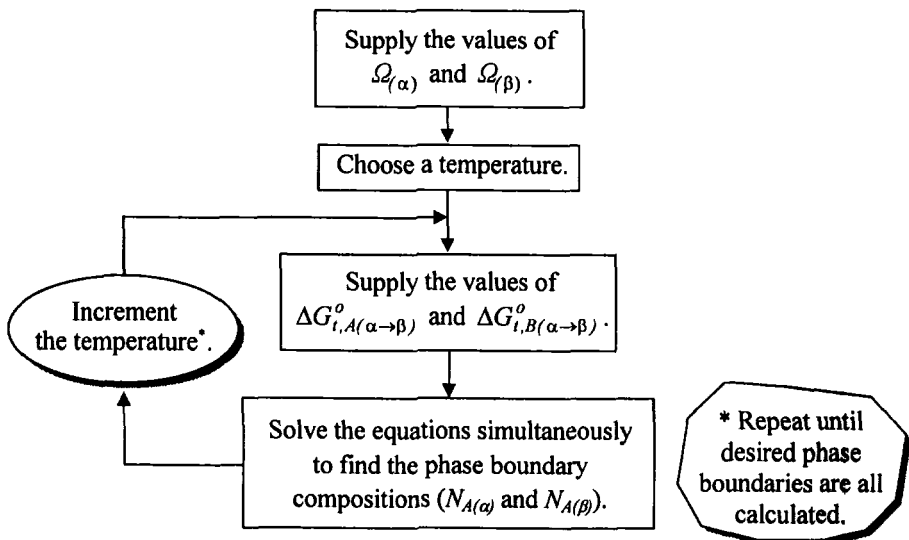 Supply the values of
Ω(α) and Ω(β) .
Choose a temperature.
Supply the values of
ΔG°t,A(α→β) and ΔG°t,B(α→β) .
Increment
the temperature*.
Solve the equations simultaneously
to find the phase boundary
compositions (NA(α) and NA(β)).
* Repeat until
desired phase
boundaries are all
calculated.